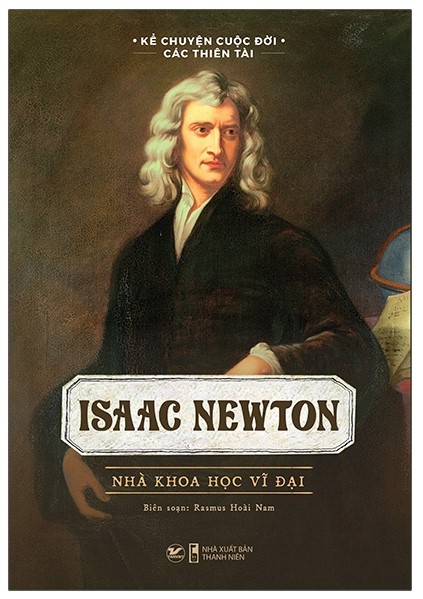 • KỂ CHUYỆN CUỘC ĐỜI •
CÁC THIÊN TÀI
ISAAC NEWTON
NHÀ KHOA HỌC VĨ ĐẠI
Biên soạn: Rasmus Hoài Nam
NHÀ XUẤT BẢN
THANH NIÊN